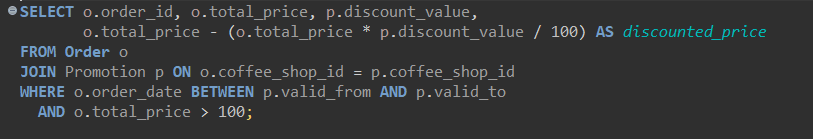 SELECT o.order_id, o.total_price, p.discount_value,
o.total_price - (o.total_price * p.discount_value / 100) AS discounted_price
FROM Order o
JOIN Promotion p ON o.coffee_shop_id = p.coffee_shop_id
WHERE o.order_date BETWEEN p.valid_from AND p.valid_to
AND o.total_price > 100;